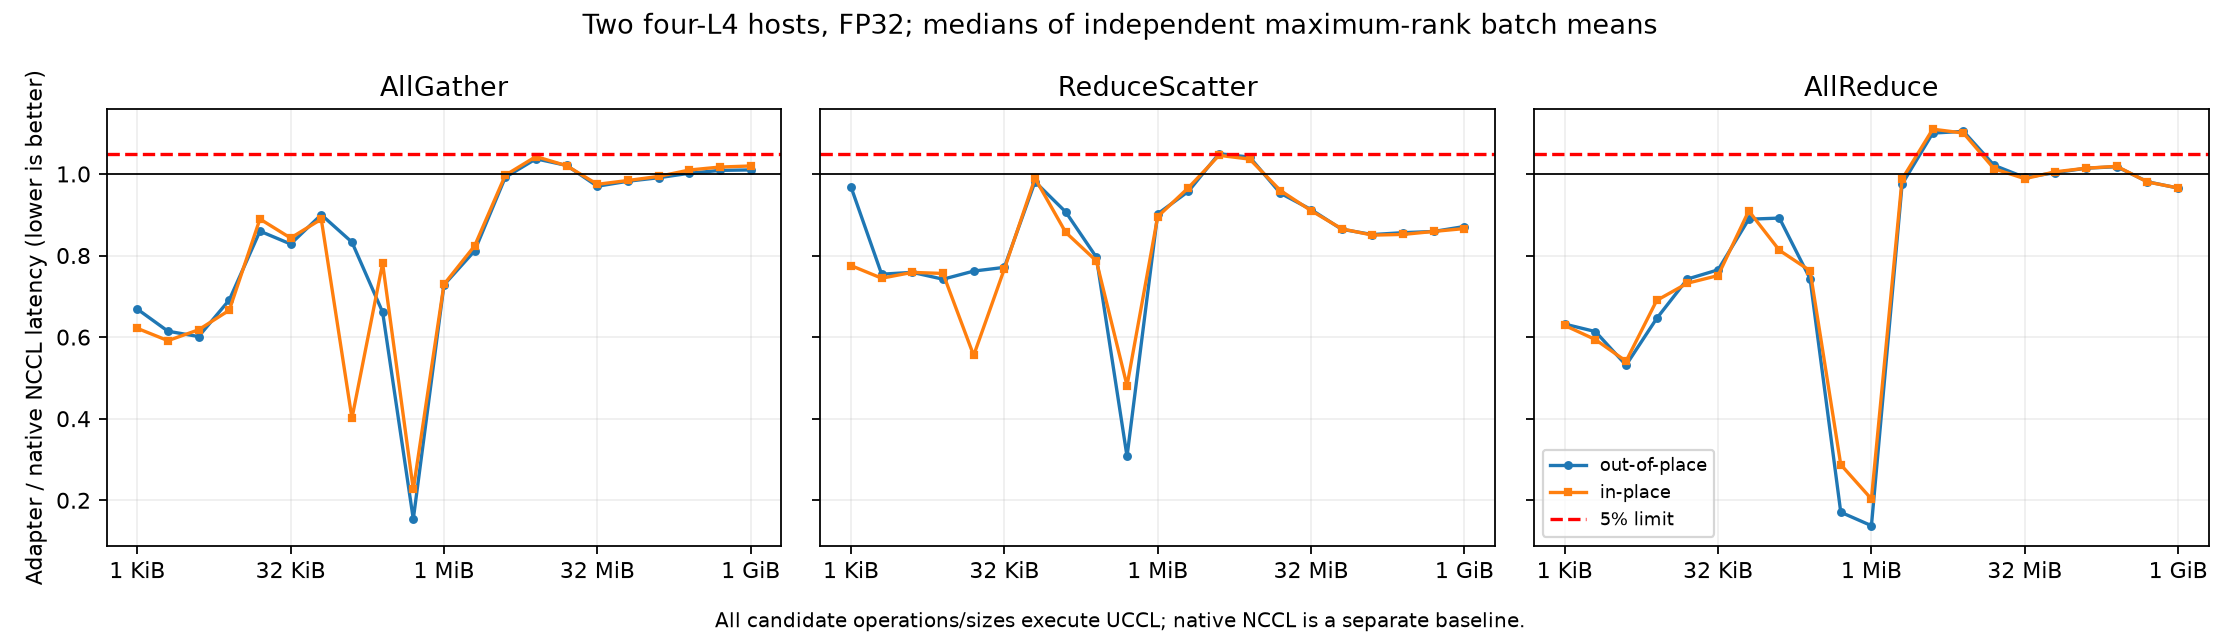 Two four-L4 hosts, FP32; medians of independent maximum-rank batch means
Adapter / native NCCL latency (lower is better)
AllGather
ReduceScatter
AllReduce
1.0
0.8
0.6
0.4
0.2
1 KiB
32 KiB
1 MiB
32 MiB
1 GiB
1 KiB
32 KiB
1 MiB
32 MiB
1 GiB
out-of-place
in-place
5% limit
1 KiB
32 KiB
1 MiB
32 MiB
1 GiB
All candidate operations/sizes execute UCCL; native NCCL is a separate baseline.